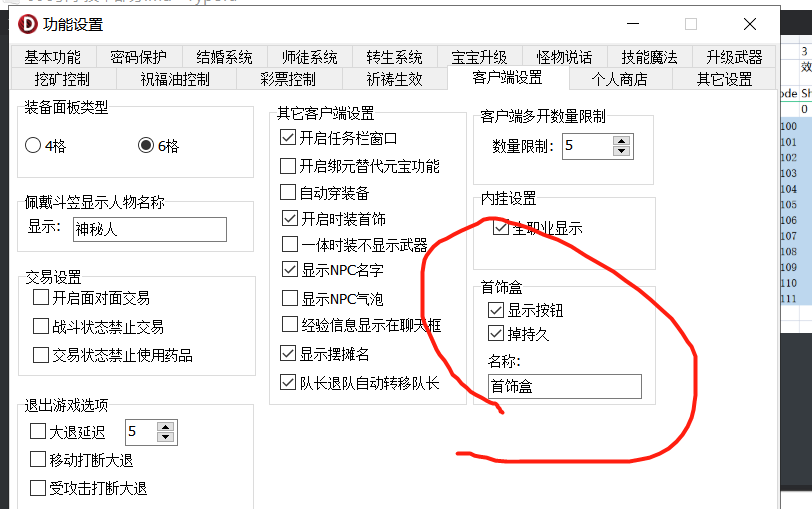 功能设置
基本功能 密码保护 结婚系统 师徒系统 转生系统 宝宝升级 怪物说话 技能魔法 升级武器
挖矿控制 祝福油控制 彩票控制 祈祷生效 客户端设置 个人商店 其它设置
装备面板类型
4格 6格
佩戴斗笠显示人物名称
显示: 神秘人
交易设置
开启面对面交易
战斗状态禁止交易
交易状态禁止使用药品
退出游戏选项
大退延迟 5
移动打断大退
受攻击打断大退
其它客户端设置
开启任务栏窗口
开启绑元替代元宝功能
自动穿装备
开启时装首饰
一体时装不显示武器
显示NPC名字
显示NPC气泡
经验信息显示在聊天框
显示摆摊名
队长退队自动转移队长
客户端多开数量限制
数量限制: 5
内挂设置
全职业显示
首饰盒
显示按钮
掉持久
名称:
首饰盒
3
效
ode Sh
0
100
101
102
103
104
105
106
107
108
109
110
111